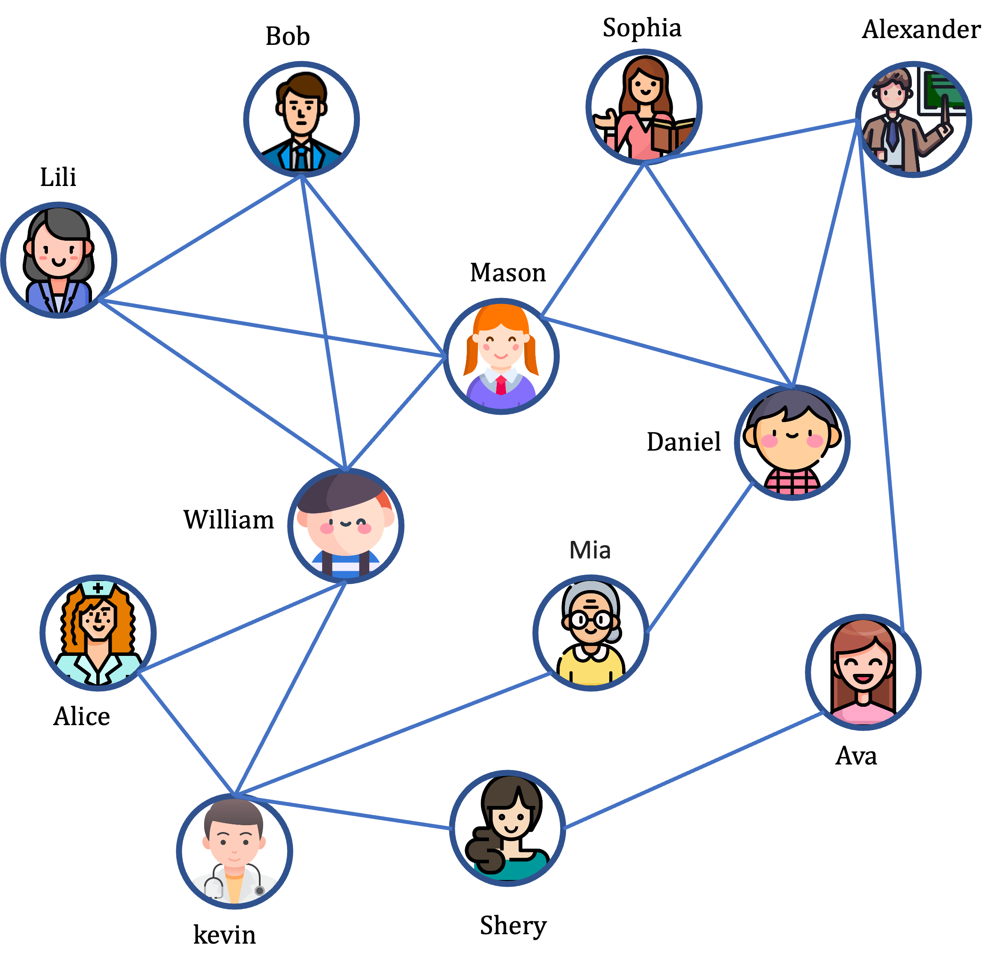 Bob
Sophia
Alexander
Lili
Mason
Daniel
William
Mia
Alice
Ava
Shery
kevin